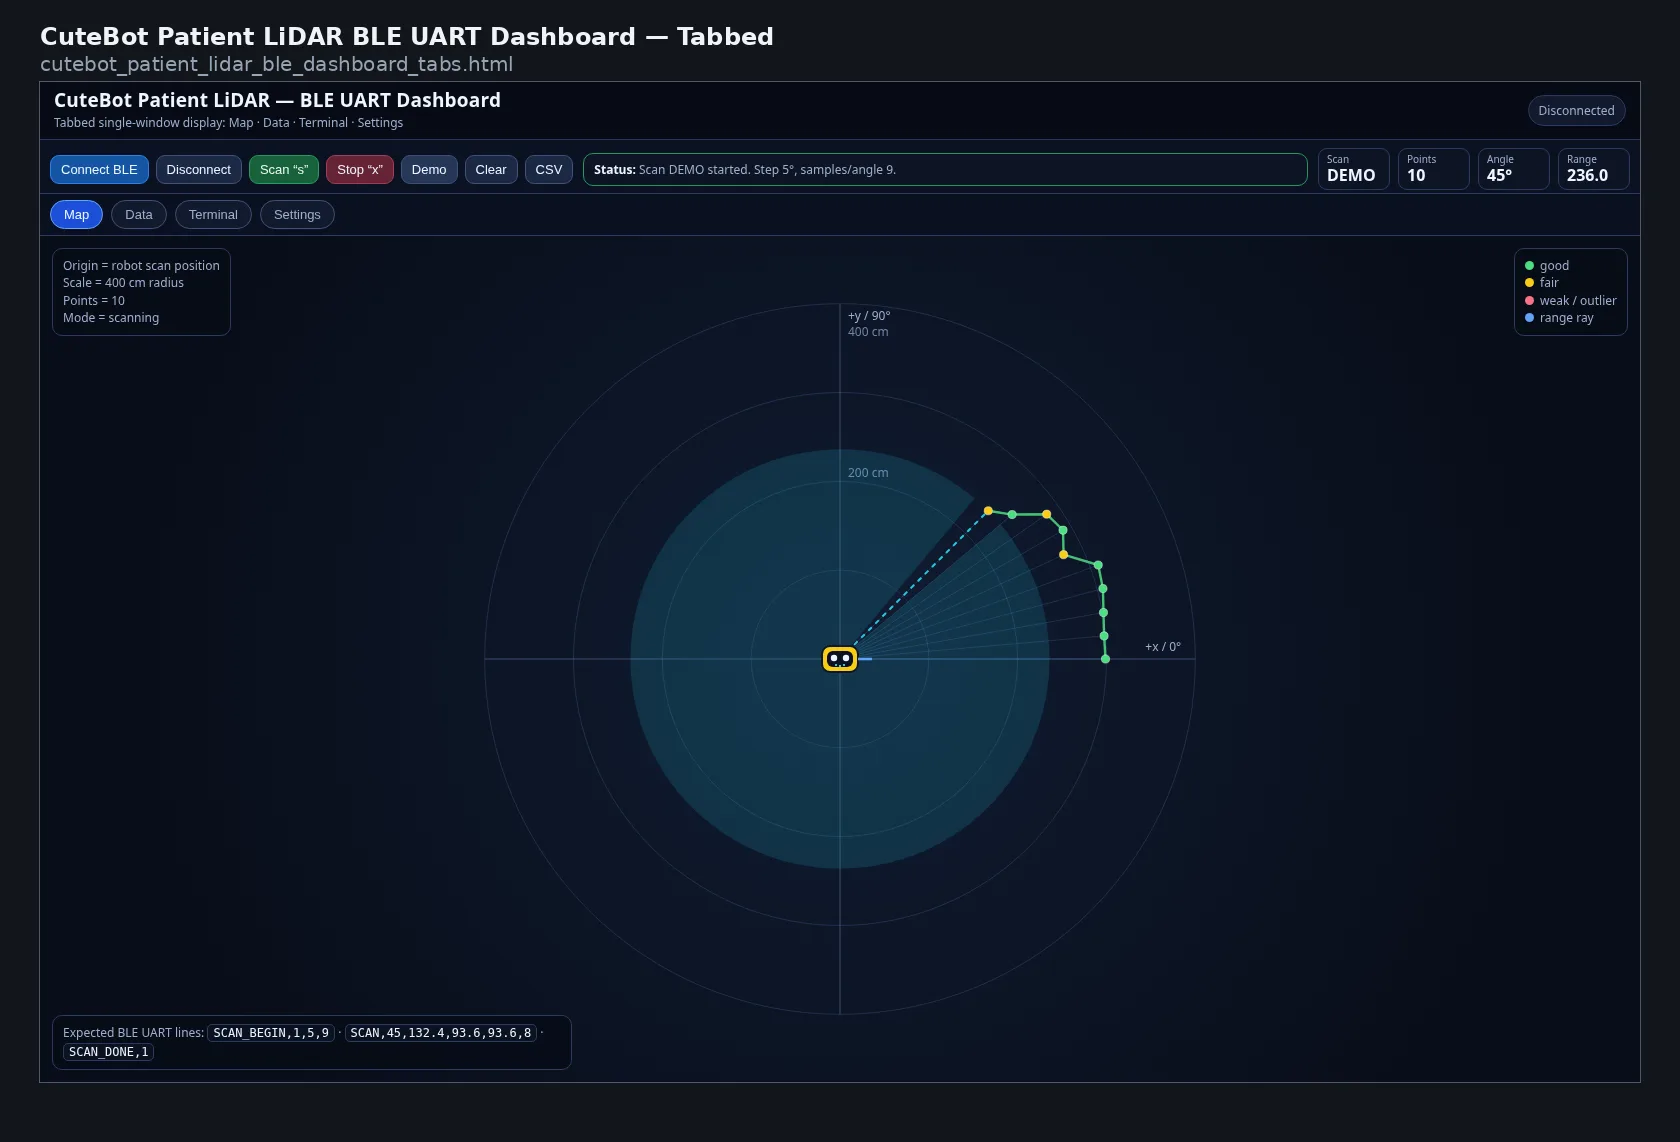 CuteBot Patient LiDAR BLE UART Dashboard — Tabbed
cutebot_patient_lidar_ble_dashboard_tabs.html
CuteBot Patient LiDAR — BLE UART Dashboard
Tabbed single-window display: Map · Data · Terminal · Settings
Disconnected
Connect BLE
Disconnect
Scan “s”
Stop “x”
Demo
Clear
CSV
Status: Scan DEMO started. Step 5°, samples/angle 9.
Scan
DEMO
Points
10
Angle
45°
Range
236.0
Map
Data
Terminal
Settings
Origin = robot scan position
Scale = 400 cm radius
Points = 10
Mode = scanning
good
fair
weak / outlier
range ray
+y / 90°
400 cm
200 cm
+x / 0°
Expected BLE UART lines: SCAN_BEGIN,1,5,9 · SCAN,45,132.4,93.6,93.6,8 ·
SCAN_DONE,1